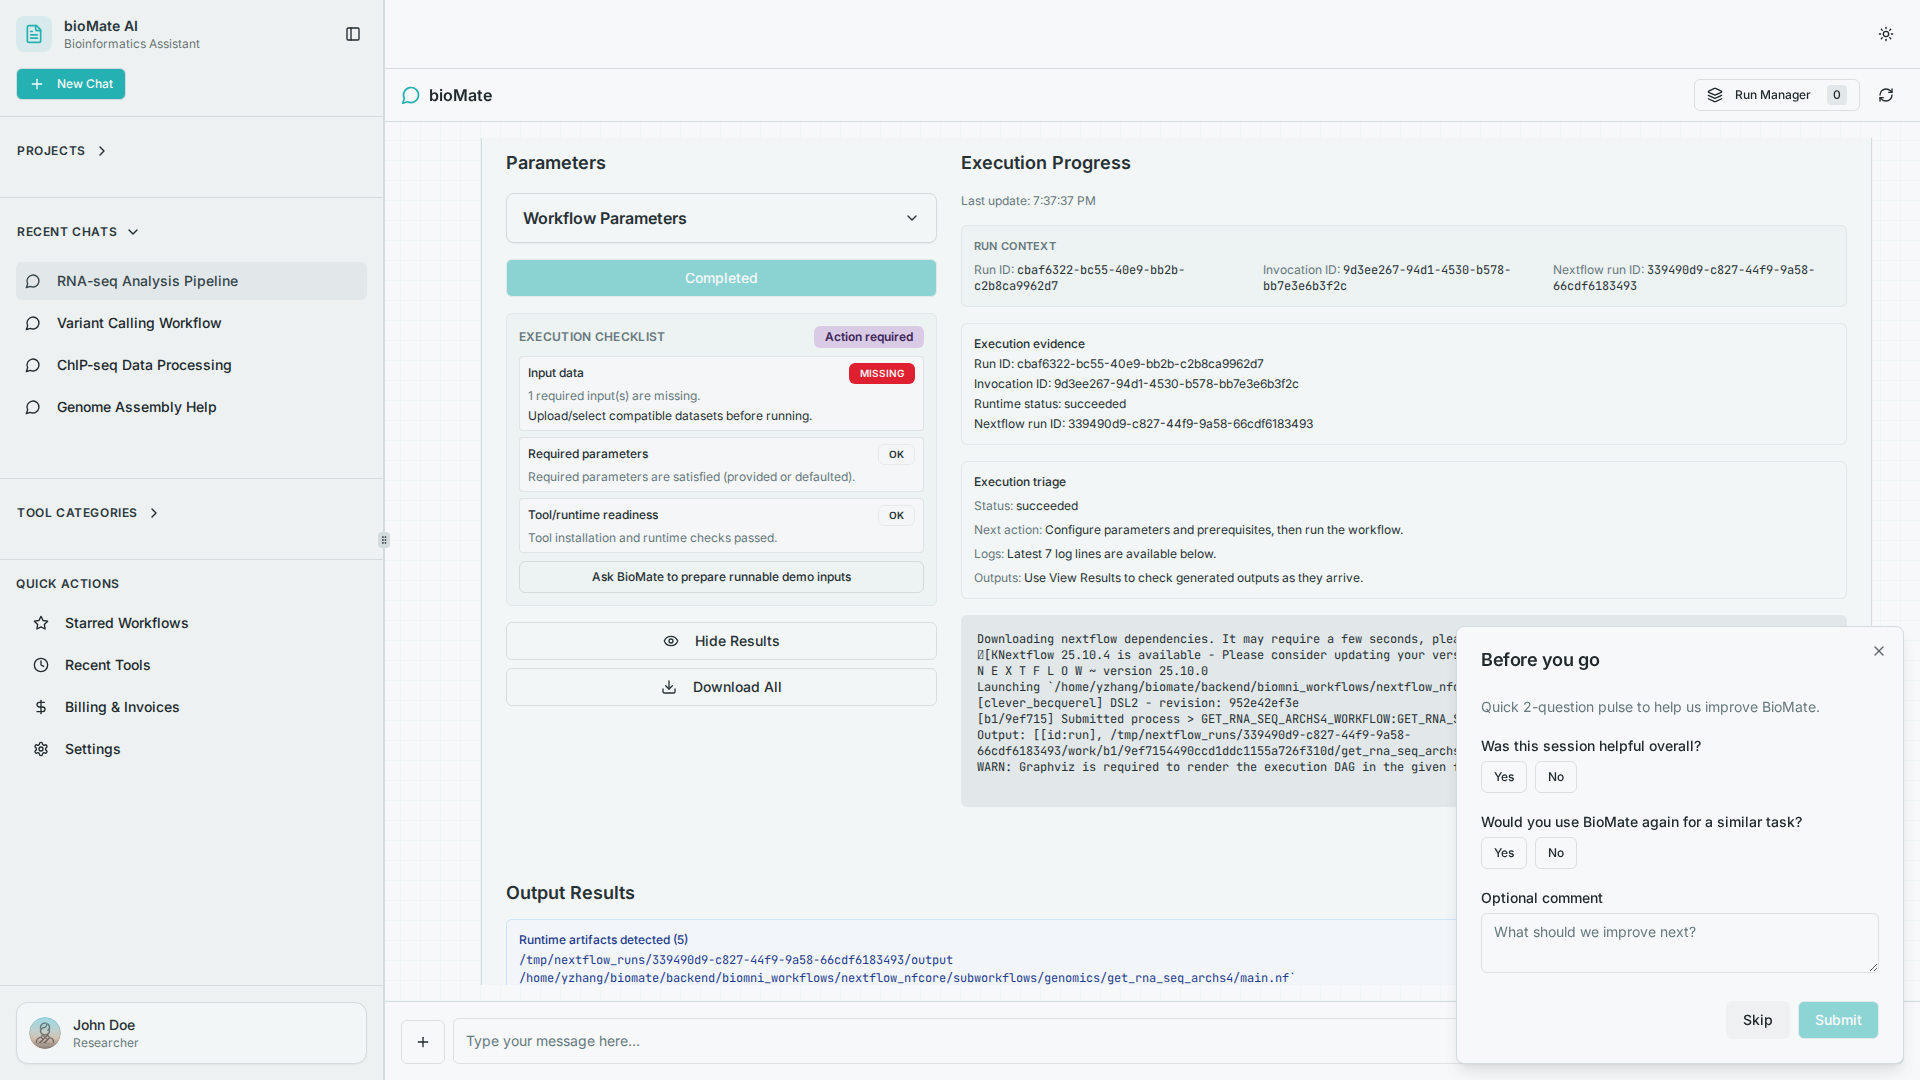 bioMate AI
Bioinformatics Assistant
New Chat
PROJECTS
RECENT CHATS
RNA-seq Analysis Pipeline
Variant Calling Workflow
ChIP-seq Data Processing
Genome Assembly Help
TOOL CATEGORIES
QUICK ACTIONS
Starred Workflows
Recent Tools
Billing & Invoices
Settings
John Doe
Researcher
bioMate
Run Manager 0
Parameters
Workflow Parameters
Completed
EXECUTION CHECKLIST
Action required
Input data
MISSING
1 required input(s) are missing.
Upload/select compatible datasets before running.
Required parameters
OK
Required parameters are satisfied (provided or defaulted).
Tool/runtime readiness
OK
Tool installation and runtime checks passed.
Ask BioMate to prepare runnable demo inputs
Hide Results
Download All
Execution Progress
Last update: 7:37:37 PM
RUN CONTEXT
Run ID: cbaf6322-bc55-40e9-bb2b-
c2b8ca9962d7
Invocation ID: 9d3ee267-94d1-4530-b578-
bb7e3e6b3f2c
Nextflow run ID: 339490d9-c827-44f9-9a58-
66cdf6183493
Execution evidence
Run ID: cbaf6322-bc55-40e9-bb2b-c2b8ca9962d7
Invocation ID: 9d3ee267-94d1-4530-b578-bb7e3e6b3f2c
Runtime status: succeeded
Nextflow run ID: 339490d9-c827-44f9-9a58-66cdf6183493
Execution triage
Status: succeeded
Next action: Configure parameters and prerequisites, then run the workflow.
Logs: Latest 7 log lines are available below.
Outputs: Use View Results to check generated outputs as they arrive.
Downloading nextflow dependencies. It may require a few seconds, plea
[KNextflow 25.10.4 is available - Please consider updating your vers
N E X T F L O W ~ version 25.10.0
Launching `/home/yzhang/biomate/backend/biomni_workflows/nextflow_nfc
[clever_becquerel] DSL2 - revision: 952e42ef3e
[b1/9ef715] Submitted process > GET_RNA_SEQ_ARCHS4_WORKFLOW:GET_RNA_S
Output: [[id:run], /tmp/nextflow_runs/339490d9-c827-44f9-9a58-
66cdf6183493/work/b1/9ef7154490ccd1ddc1155a726f310d/get_rna_seq_archs
WARN: Graphviz is required to render the execution DAG in the given f
Output Results
Runtime artifacts detected (5)
/tmp/nextflow_runs/339490d9-c827-44f9-9a58-66cdf6183493/output
/home/yzhang/biomate/backend/biomni_workflows/nextflow_nfcore/subworkflows/genomics/get_rna_seq_archs4/main.nf`
Type your message here...
Before you go
Quick 2-question pulse to help us improve BioMate.
Was this session helpful overall?
Yes No
Would you use BioMate again for a similar task?
Yes No
Optional comment
What should we improve next?
Skip Submit